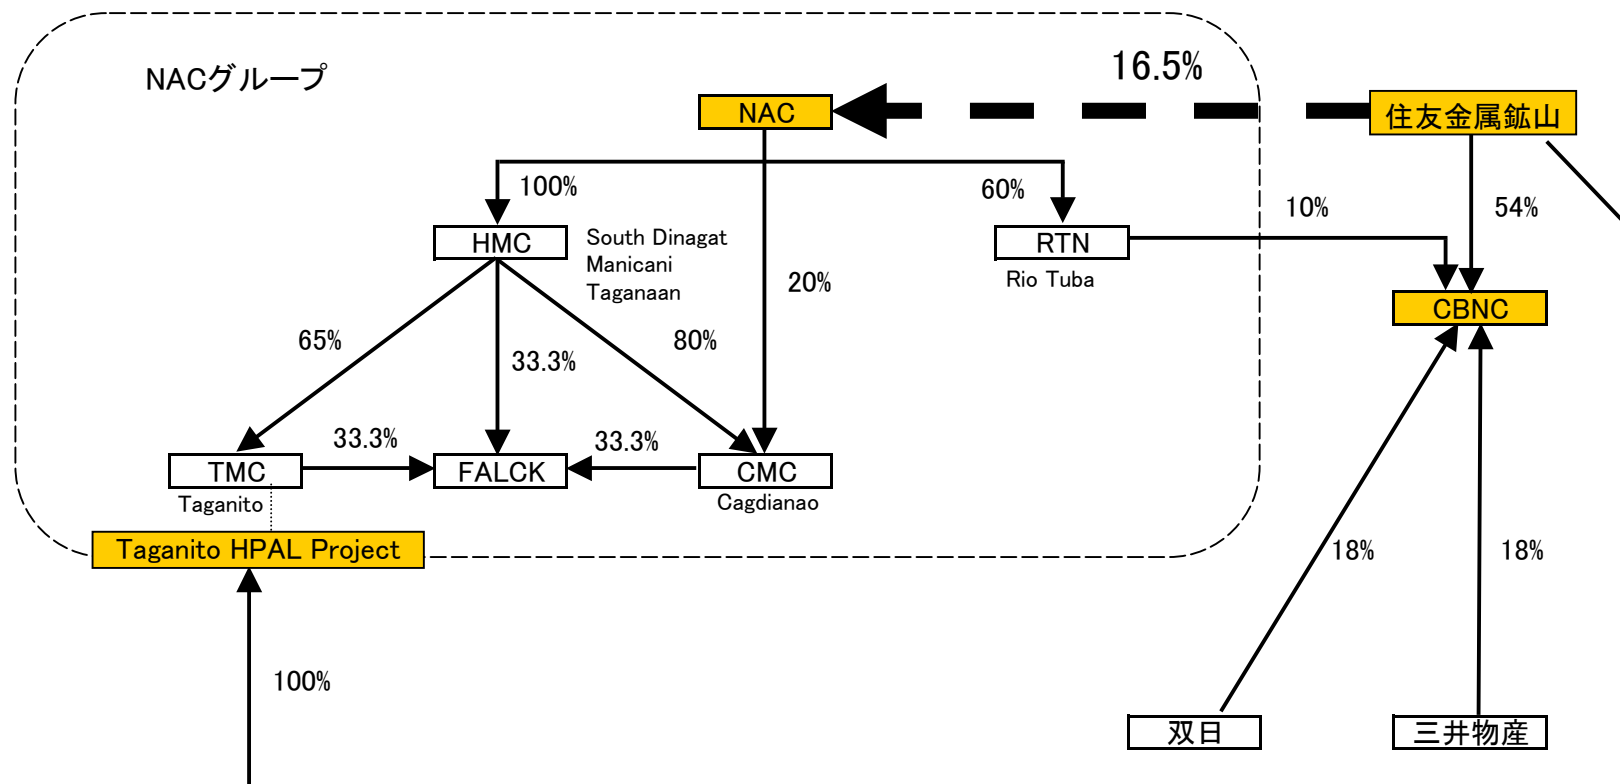 16.5%
NACグループ
NAC
住友金属鉱山
100%
60%
10%
54%
HMC
South Dinagat
Manicani
Taganaan
RTN
Rio Tuba
20%
CBNC
65%
33.3%
80%
33.3%
33.3%
TMC
FALCK
CMC
Taganito
Cagdianao
Taganito HPAL Project
18%
18%
100%
双日
三井物産